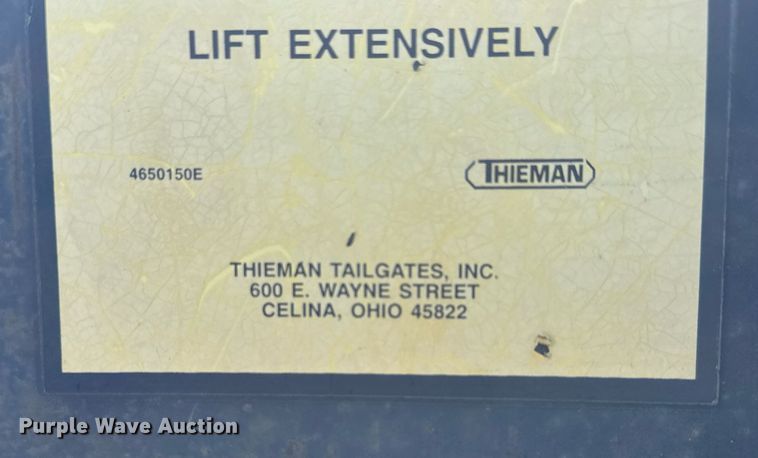 LIFT EXTENSIVELY
4650150E
THIEMAN
THIEMAN TAILGATES, INC.
600 E. WAYNE STREET
CELINA, OHIO 45822
Purple Wave Auction